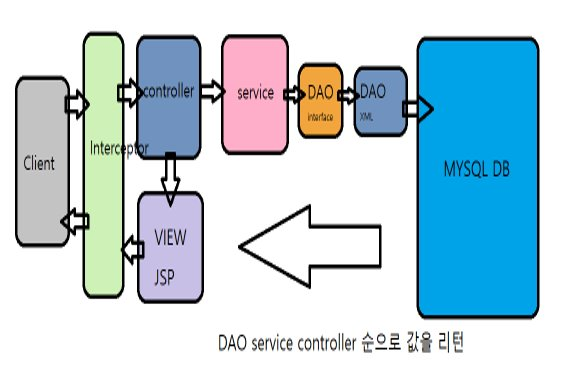 Client
Interceptor
controller
service
DAO
interface
DAO
XML
MYSQL DB
VIEW
JSP
DAO service controller 순으로 값을 리턴